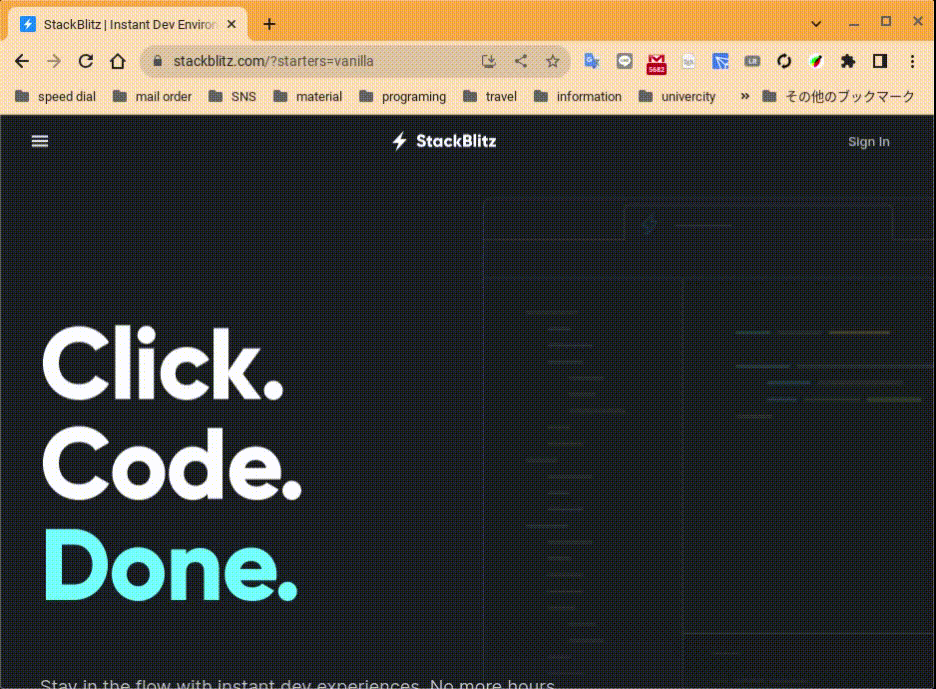 StackBlitz | Instant Dev Enviror
stackblitz.com/?starters=vanilla
5682
LR
speed dial
mail order
SNS
material
programing
travel
information
univercity
»
その他のブックマーク
StackBlitz
Sign In
Click.
Code.
Done.
Stay in the flow with instant dev experiences. No more hours